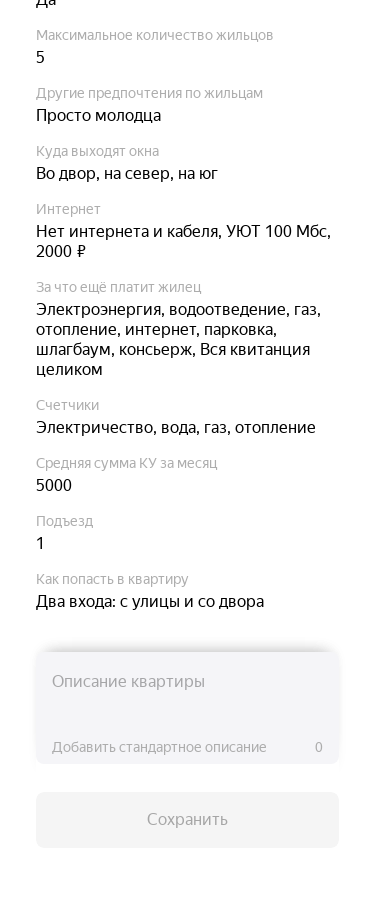 Да
Максимальное количество жильцов
5
Другие предпочтения по жильцам
Просто молодца
Куда выходят окна
Во двор, на север, на юг
Интернет
Нет интернета и кабеля, УЮТ 100 Мбс,
2000 ₽
За что ещё платит жилец
Электроэнергия, водоотведение, газ,
отопление, интернет, парковка,
шлагбаум, консьерж, Вся квитанция
целиком
Счетчики
Электричество, вода, газ, отопление
Средняя сумма КУ за месяц
5000
Подъезд
1
Как попасть в квартиру
Два входа: с улицы и со двора
Описание квартиры
Добавить стандартное описание 0
Сохранить